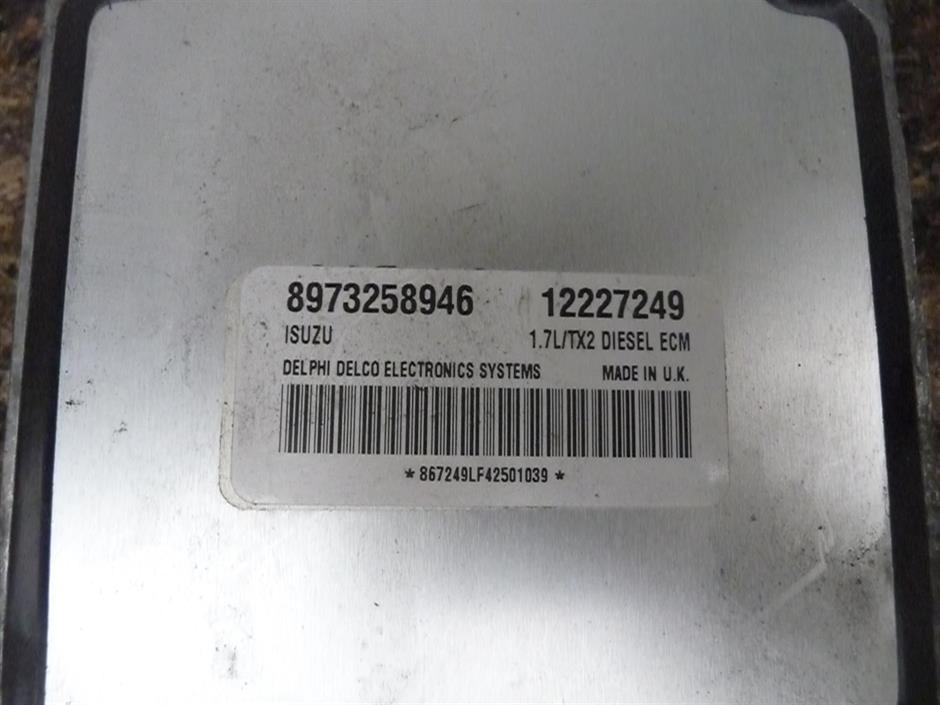 8973258946 12227249
ISUZU 1.7L/TX2 DIESEL ECM
DELPHI DELCO ELECTRONICS SYSTEMS MADE IN U.K.
*867249LF42501039*